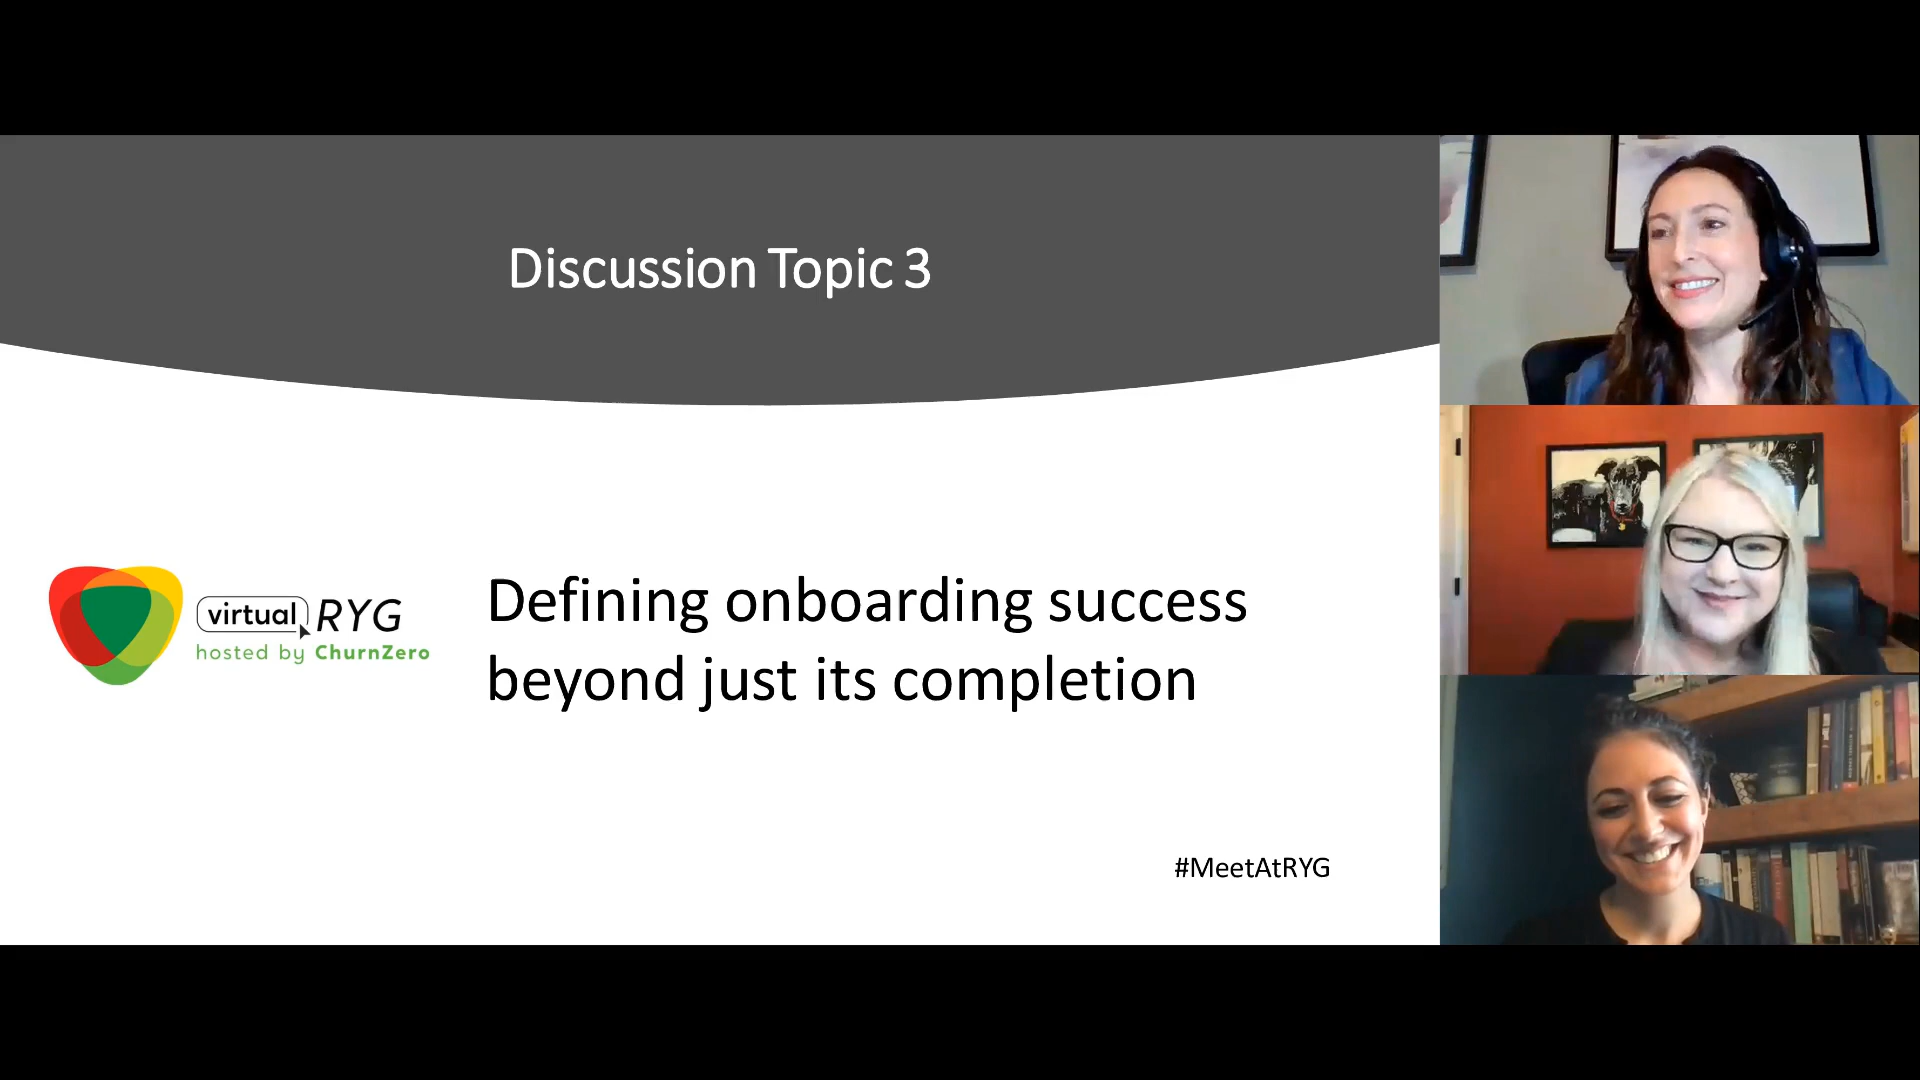 Discussion Topic 3
virtual RYG
hosted by ChurnZero
Defining onboarding success
beyond just its completion
#MeetAtRYG